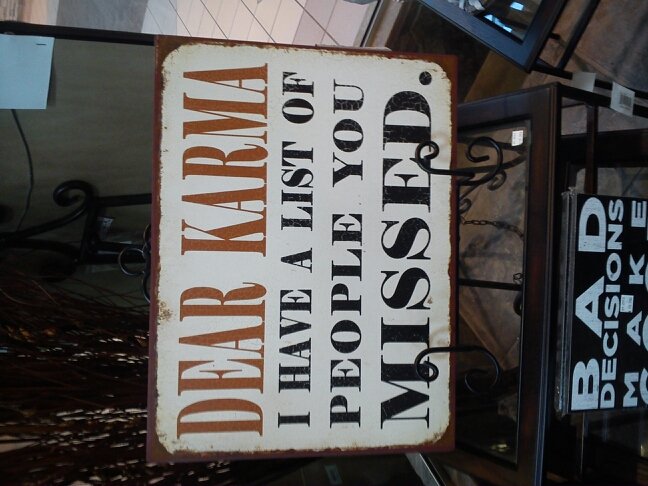 DEAR KARMA
I HAVE A LIST OF
PEOPLE YOU
MISSED.
BAD
DECISIONS
MAKE